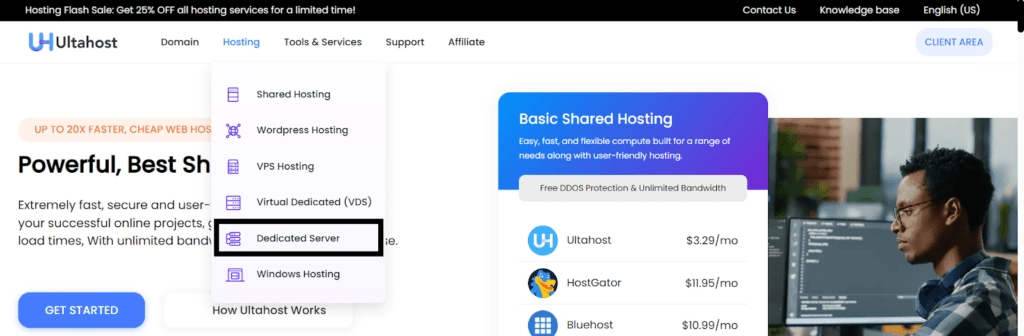 Hosting Flash Sale: Get 25% OFF all hosting services for a limited time!
Contact Us
Knowledge base
English (US)
UH Ultahost
Domain
Hosting
Tools & Services
Support
Affiliate
CLIENT AREA
Shared Hosting
Wordpress Hosting
VPS Hosting
Virtual Dedicated (VDS)
Dedicated Server
Windows Hosting
UP TO 20X FASTER, CHEAP WEB HOS
Powerful, Best Sh
Extremely fast, secure and user-
your successful online projects, g
load times, With unlimited bandw se.
GET STARTED
How Ultahost Works
Basic Shared Hosting
Easy, fast, and flexible compute built for a range of
needs along with user-friendly hosting.
Free DDOS Protection & Unlimited Bandwidth
UH Ultahost $3.29/mo
HostGator $11.95/mo
Bluehost $10.99/mo